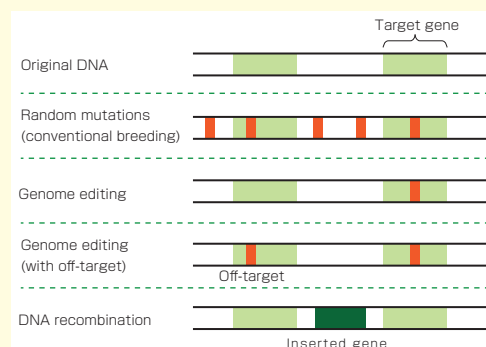 Target gene
Original DNA
Random mutations
(conventional breeding)
Genome editing
Genome editing
(with off-target)
Off-target
DNA recombination
Inserted gene